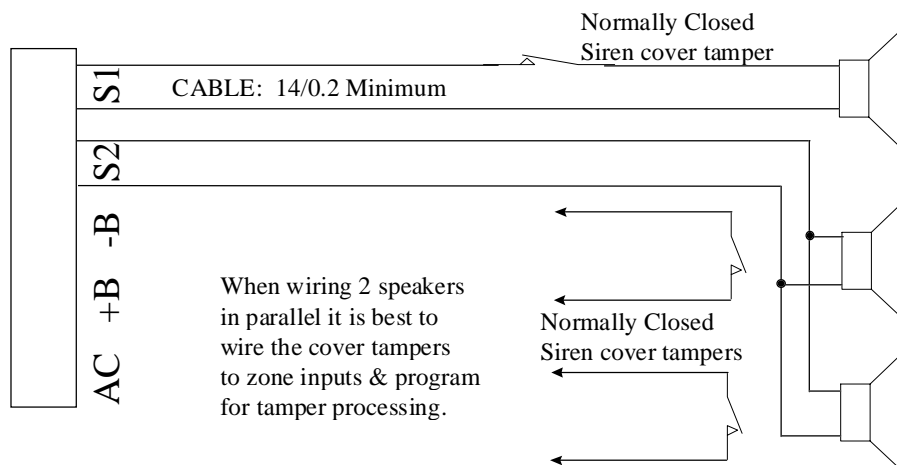 Normally Closed
Siren cover tamper
S1
CABLE:  14/0.2 Minimum
S2
-B
+B
AC
When wiring 2 speakers
in parallel it is best to
wire the cover tampers
to zone inputs & program
for tamper processing.
Normally Closed
Siren cover tampers